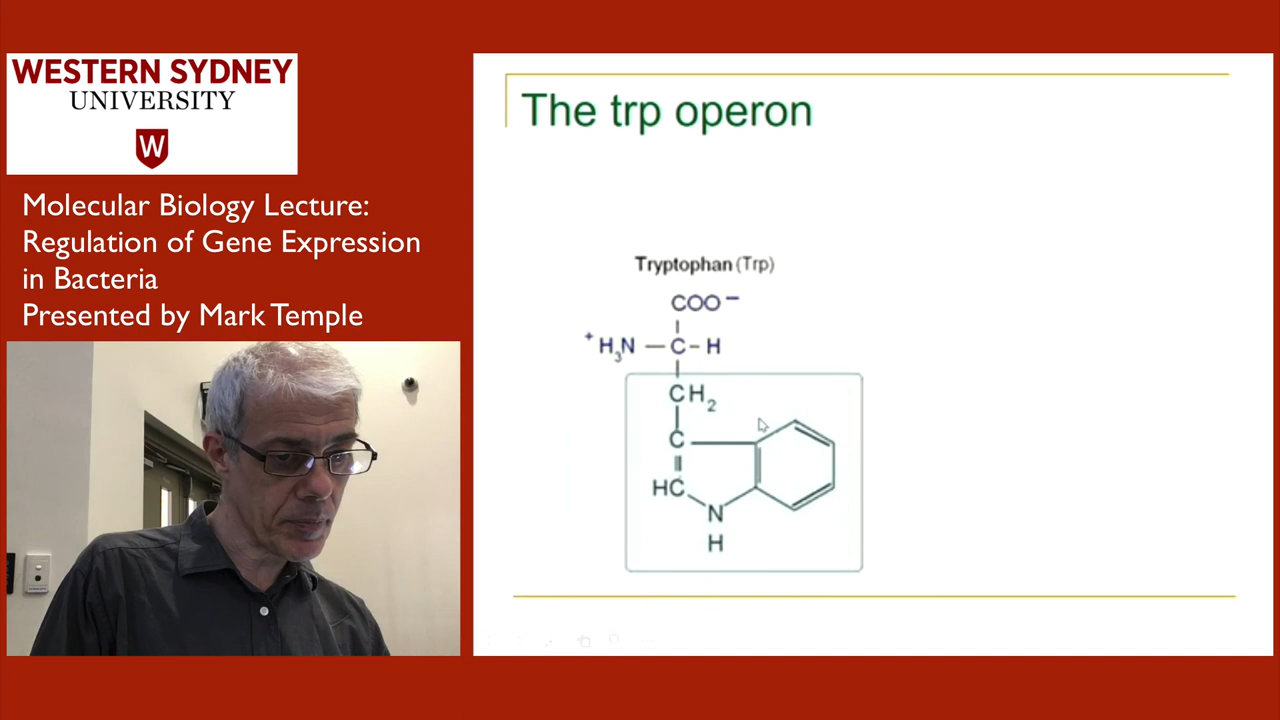 WESTERN SYDNEY
UNIVERSITY
W
Molecular Biology Lecture:
Regulation of Gene Expression
in Bacteria
Presented by Mark Temple
The trp operon
Tryptophan (Trp)
COO⁻
⁺H₃N — C – H
CH₂
C
HC
N
H